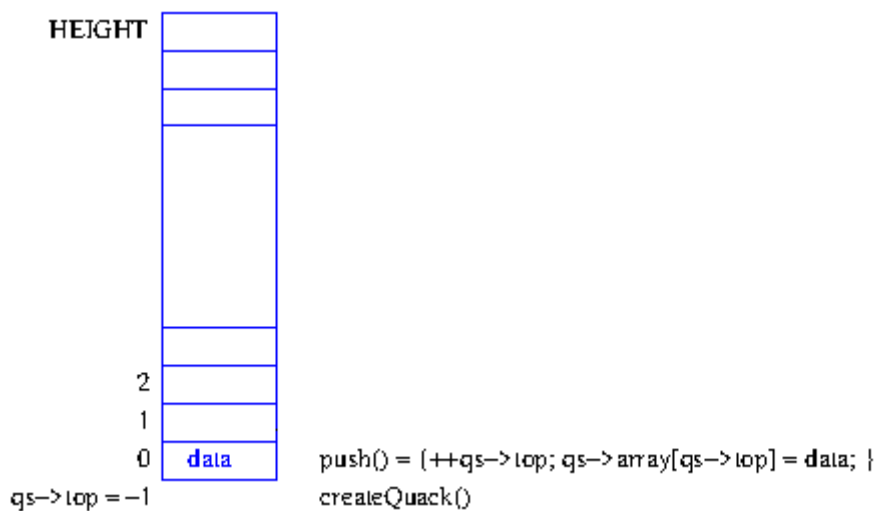 HEIGHT
2
1
0 data push() = {++qs->top; qs->array[qs->top] = data; }
qs->top = -1 createQuack()